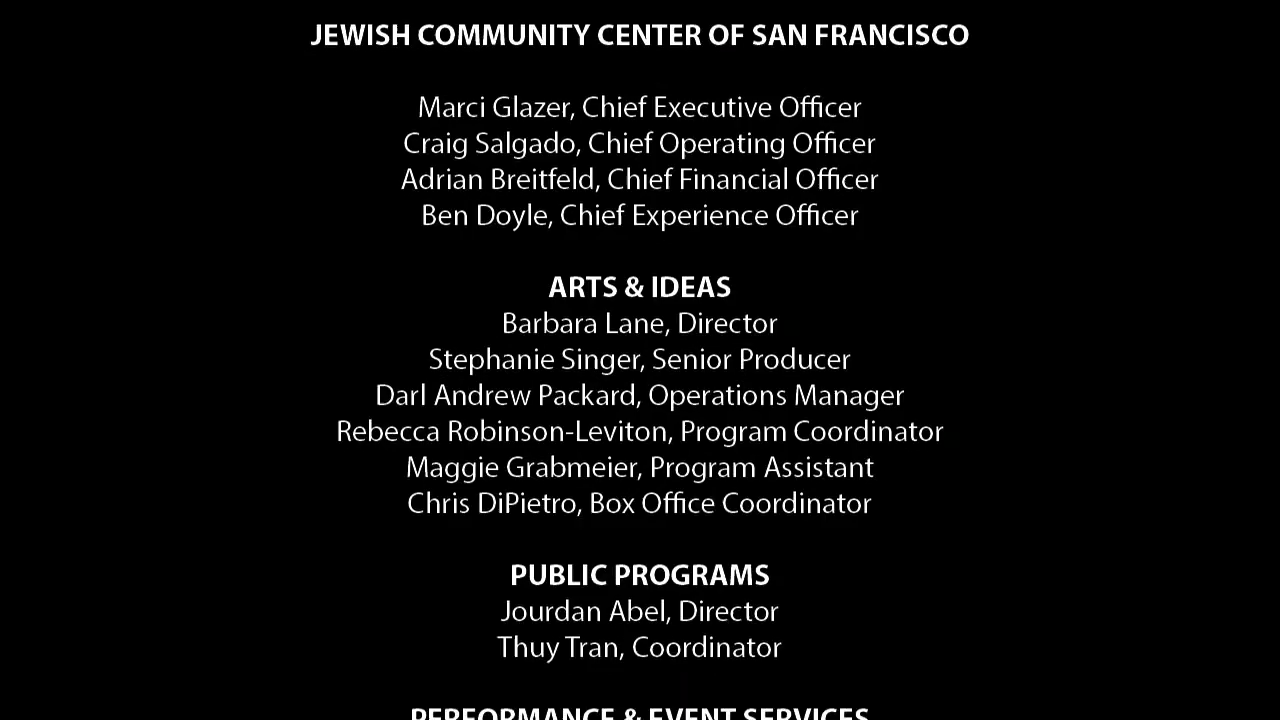 JEWISH COMMUNITY CENTER OF SAN FRANCISCO
Marci Glazer, Chief Executive Officer
Craig Salgado, Chief Operating Officer
Adrian Breitfeld, Chief Financial Officer
Ben Doyle, Chief Experience Officer
ARTS & IDEAS
Barbara Lane, Director
Stephanie Singer, Senior Producer
Darl Andrew Packard, Operations Manager
Rebecca Robinson-Leviton, Program Coordinator
Maggie Grabmeier, Program Assistant
Chris DiPietro, Box Office Coordinator
PUBLIC PROGRAMS
Jourdan Abel, Director
Thuy Tran, Coordinator
PERFORMANCE & EVENT SERVICES